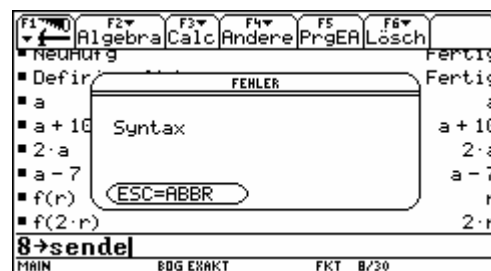 F1 F2 F3 F4 F5 F6
Algebra Calc Andere PrgEA Lösch
NeuAufg Fertig
Defin Fertig
FEHLER
a
a + 10 a + 10
Syntax
2·a 2·
a - 7 a - 7
ESC=ABBR
f(r) r
f(2·r) 2·r
8→sende
MAIN BOG EXAKT FKT 8/30